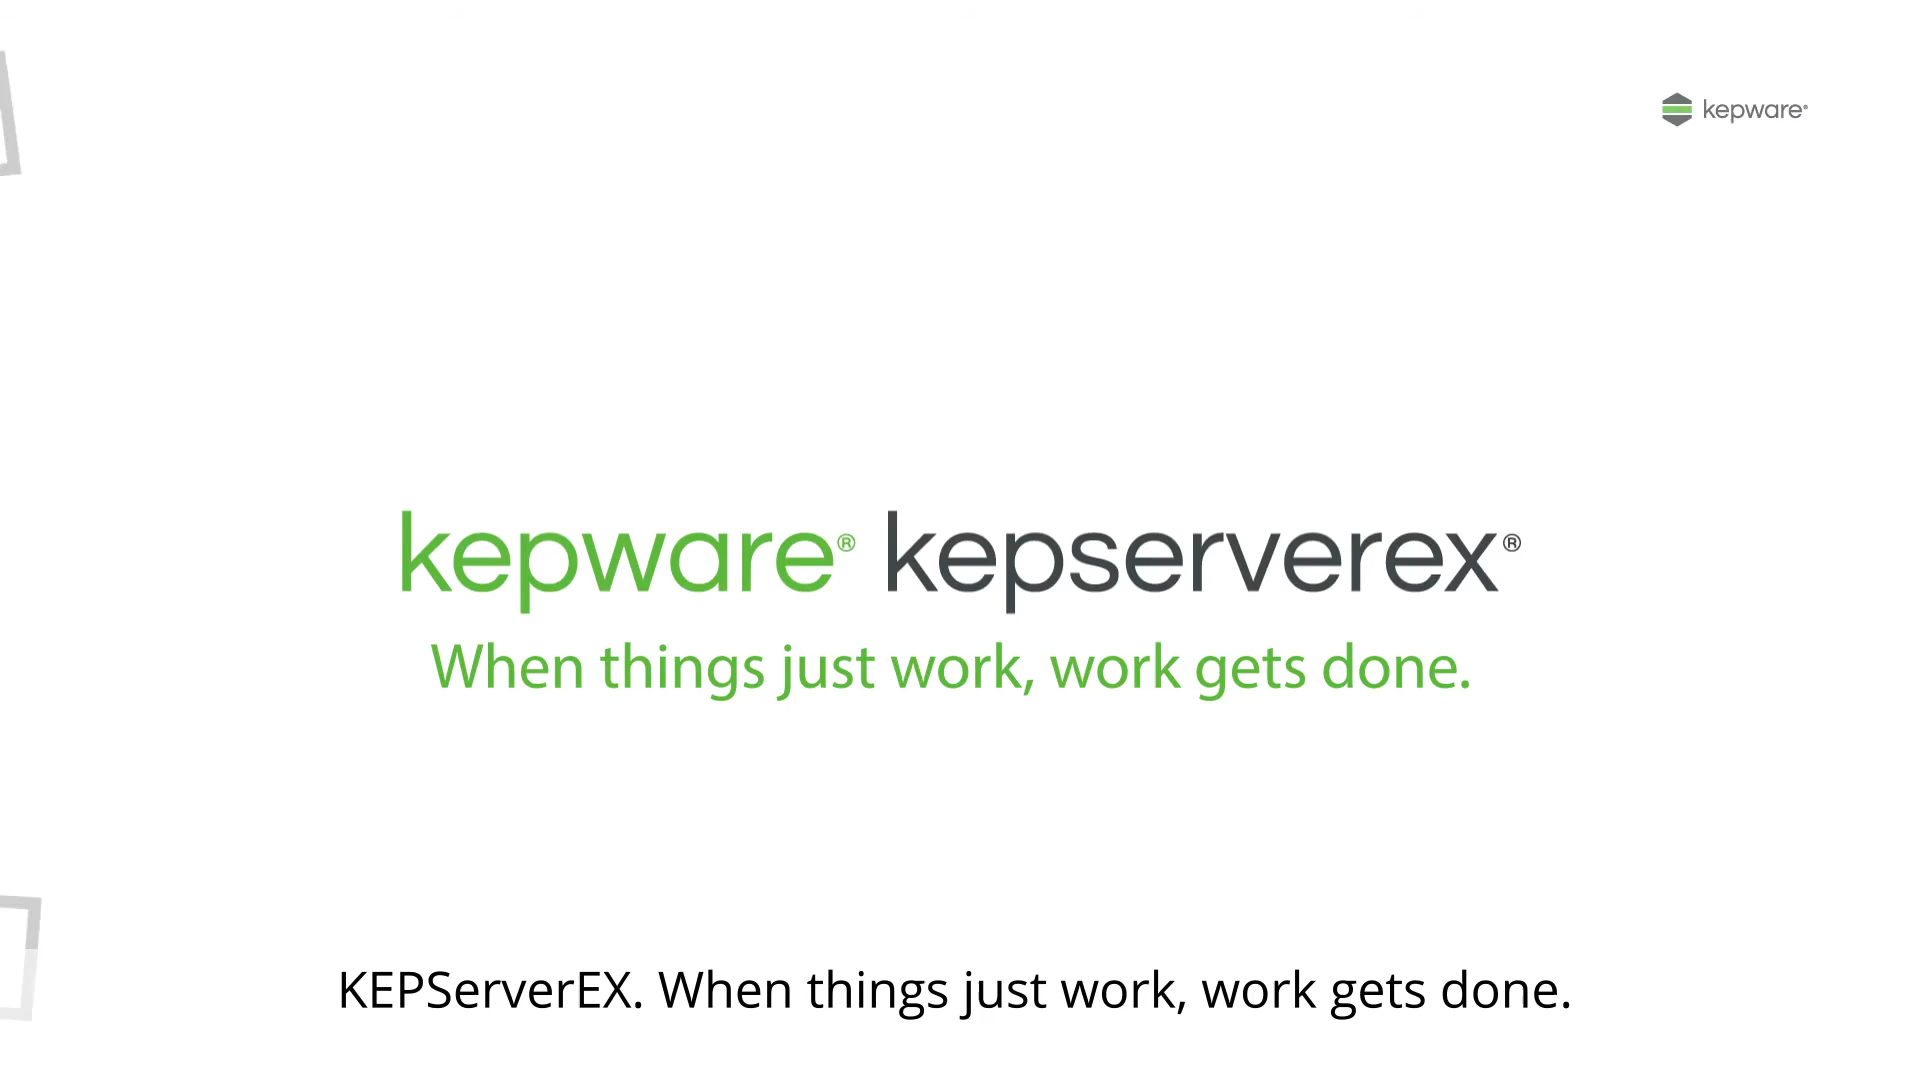 kepware®
kepware® kepserverex®
When things just work, work gets done.
KEPServerEX. When things just work, work gets done.